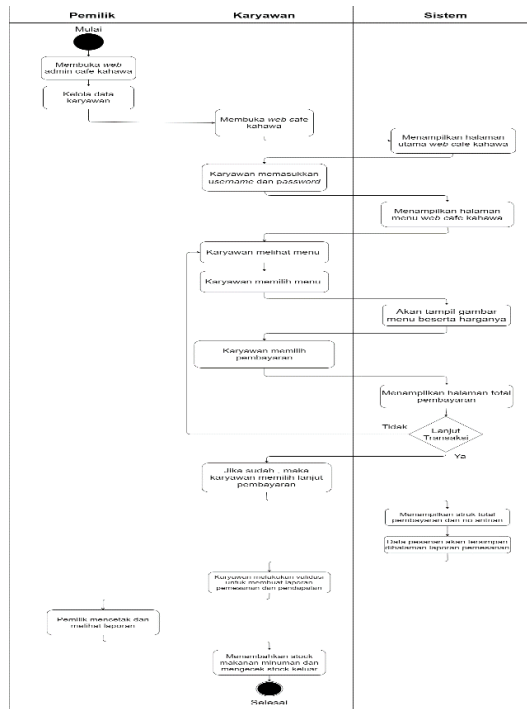 Pemilik
Karyawan
Sistem
Mulai
Membuka web
admin cafe kahawa
Kelola data
karyawan
Membuka web cafe
kahawa
Menampilkan halaman
utama web cafe kahawa
Karyawan memasukkan
username dan password
Menampilkan halaman
menu web cafe kahawa
Karyawan melihat menu
Karyawan memilih menu
Akan tampil gambar
menu beserta harganya
Karyawan memilih
pembayaran
Menampilkan halaman total
pembayaran
Tidak
Lanjut
Transaksi
Ya
Jika sudah , maka
karyawan memilih lanjut
pembayaran
Menampilkan struk total
pembayaran dan no antrian
Data pesanan akan tersimpan
dihalaman laporan pemesanan
Karyawan melakukan validasi
untuk membuat laporan
pemesanan dan pendapatan
Pemilik mencetak dan
melihat laporan
Menambahkan stock
makanan minuman dan
mengecek stock keluar
Selesai